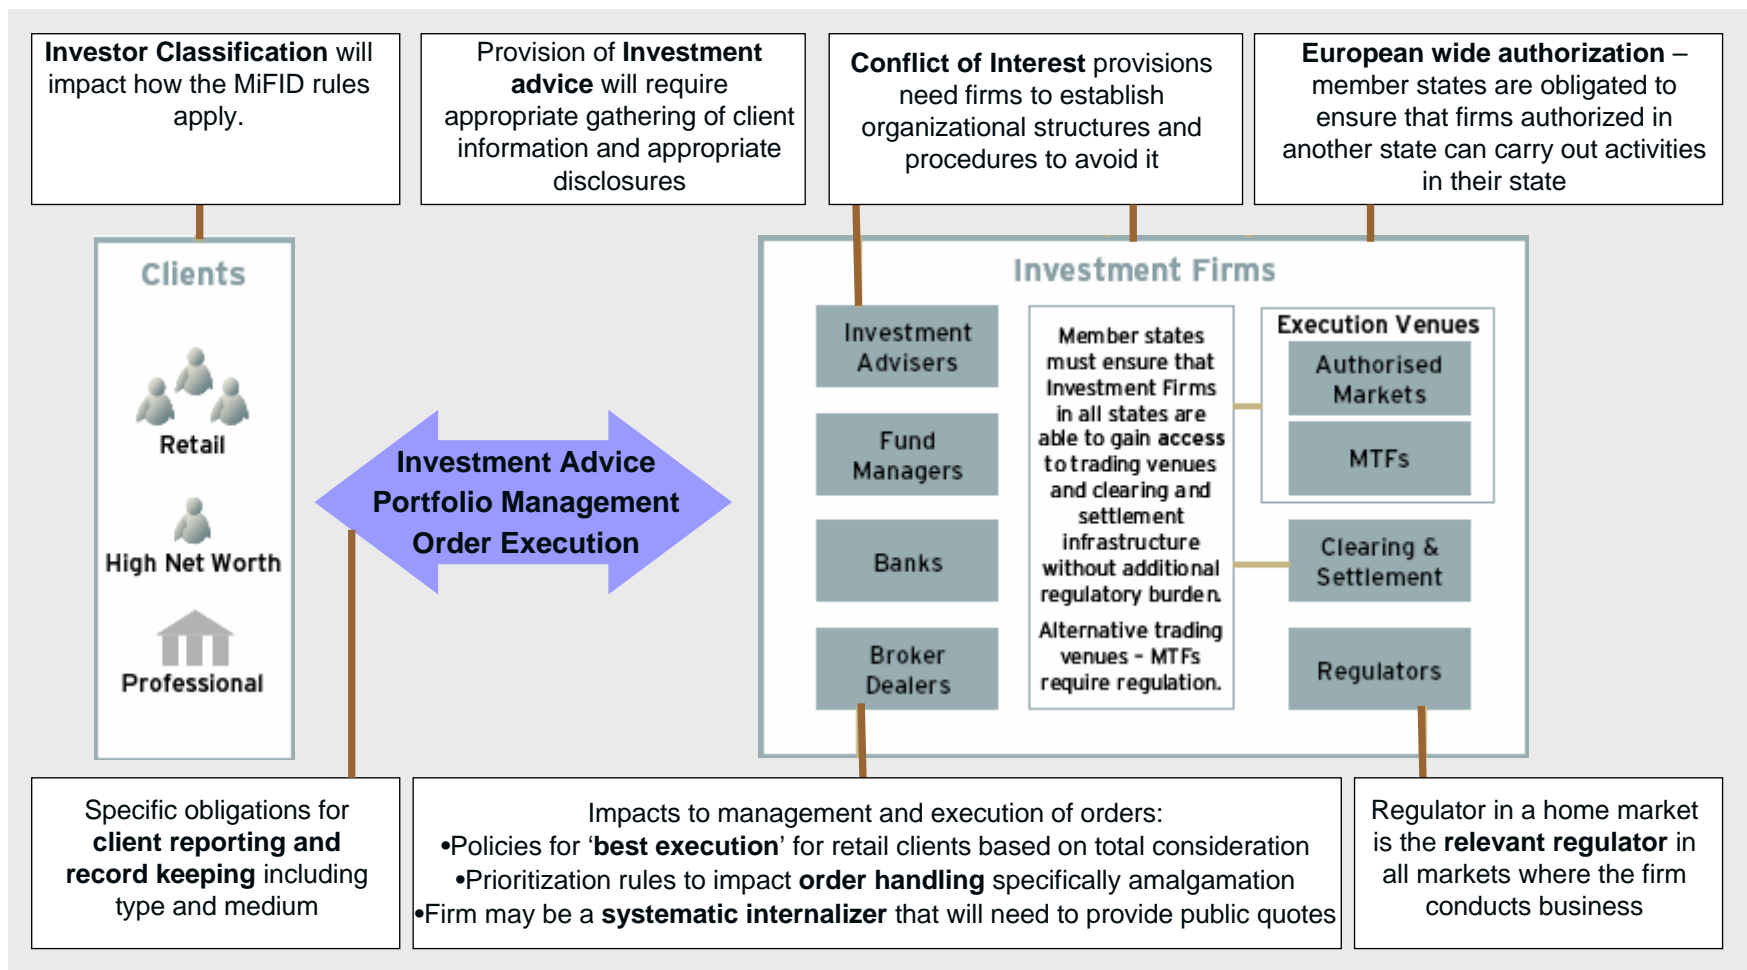 Investor Classification will
impact how the MiFID rules
apply.
Provision of Investment
advice will require
appropriate gathering of client
information and appropriate
disclosures
Conflict of Interest provisions
need firms to establish
organizational structures and
procedures to avoid it
European wide authorization –
member states are obligated to
ensure that firms authorized in
another state can carry out activities
in their state
Clients
Retail
High Net Worth
Professional
Investment Advice
Portfolio Management
Order Execution
Investment Firms
Investment
Advisers
Fund
Managers
Banks
Broker
Dealers
Member states
must ensure that
Investment Firms
in all states are
able to gain access
to trading venues
and clearing and
settlement
infrastructure
without additional
regulatory burden.
Alternative trading
venues – MTFs
require regulation.
Execution Venues
Authorised
Markets
MTFs
Clearing &
Settlement
Regulators
Specific obligations for
client reporting and
record keeping including
type and medium
Impacts to management and execution of orders:
•Policies for ‘best execution’ for retail clients based on total consideration
•Prioritization rules to impact order handling specifically amalgamation
•Firm may be a systematic internalizer that will need to provide public quotes
Regulator in a home market
is the relevant regulator in
all markets where the firm
conducts business